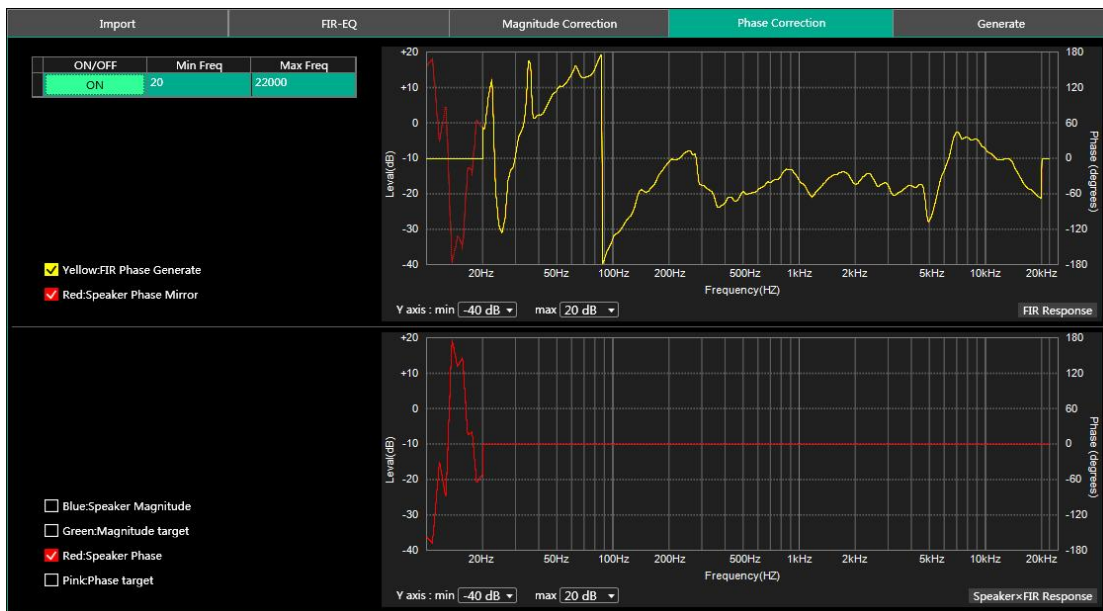 Import FIR-EQ Magnitude Correction Phase Correction Generate
ON/OFF Min Freq Max Freq
ON 20 22000
Yellow:FIR Phase Generate
Red:Speaker Phase Mirror
+20 180
+10 120
0 60
-10 0
-20 -60
-30 -120
-40 -180
Leval(dB)
Phase (degrees)
20Hz 50Hz 100Hz 200Hz 500Hz 1kHz 2kHz 5kHz 10kHz 20kHz
Frequency(HZ)
Y axis : min -40 dB max 20 dB FIR Response
Blue:Speaker Magnitude
Green:Magnitude target
Red:Speaker Phase
Pink:Phase target
+20 180
+10 120
0 60
-10 0
-20 -60
-30 -120
-40 -180
Leval(dB)
Phase (degrees)
20Hz 50Hz 100Hz 200Hz 500Hz 1kHz 2kHz 5kHz 10kHz 20kHz
Frequency(HZ)
Y axis : min -40 dB max 20 dB Speaker×FIR Response